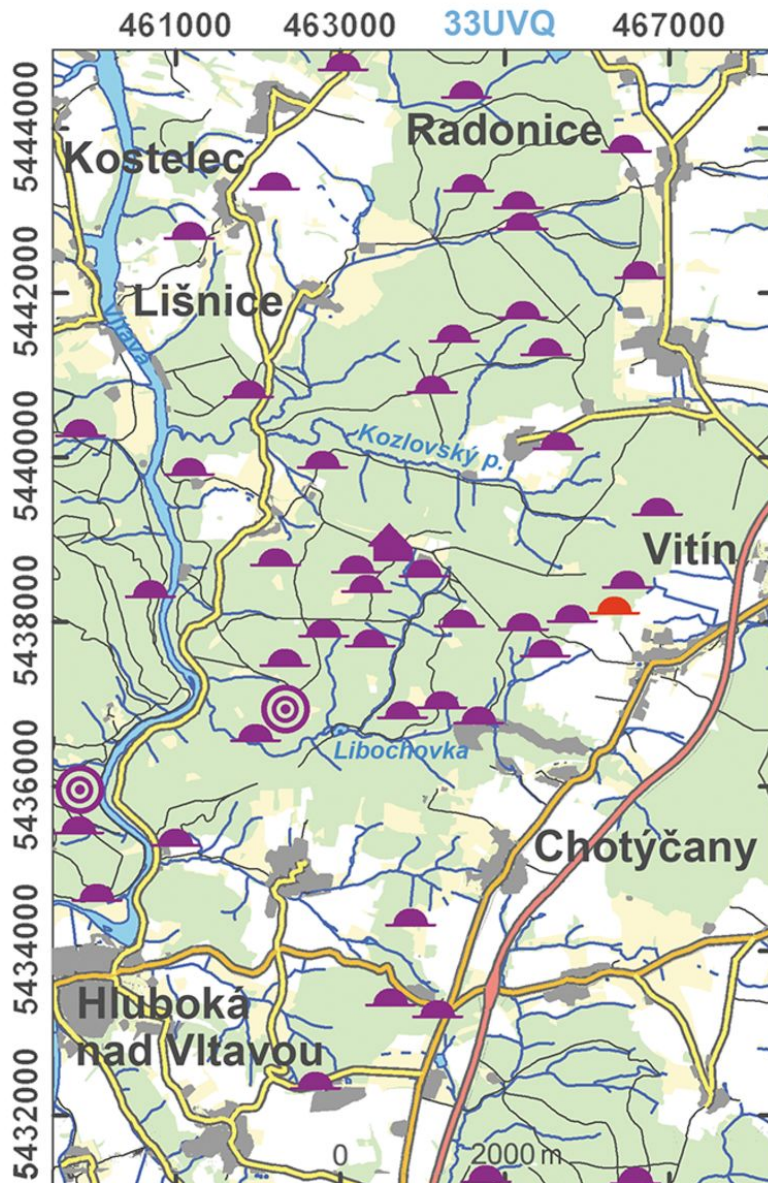 461000 463000 33UVQ 467000
5444000
Radonice
Kostelec
5442000
Lišnice
Vltava
5440000
Kozlovský p.
Vitín
5438000
5436000
Libochovka
Chotýčany
5434000
Hluboká
nad Vltavou
5432000
0 2000 m